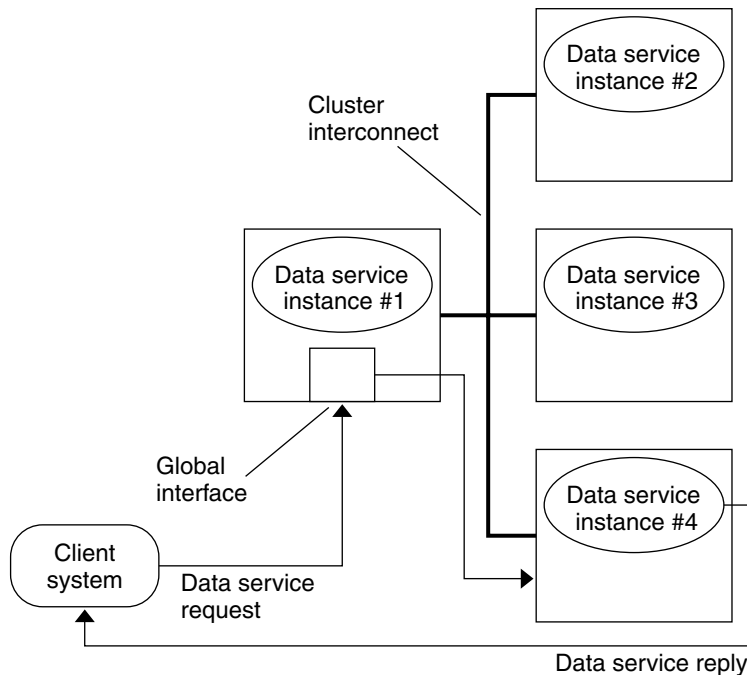 Data service
instance #2
Cluster
interconnect
Data service
instance #1
Data service
instance #3
Global
interface
Data service
instance #4
Client
system
Data service
request
Data service reply